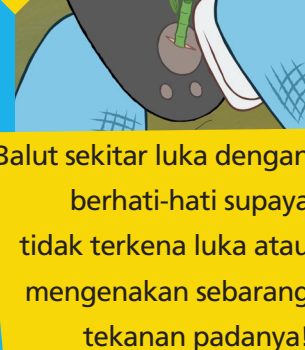 Balut sekitar luka dengan
berhati-hati supaya
tidak terkena luka atau
mengenakan sebarang
tekanan padanya!